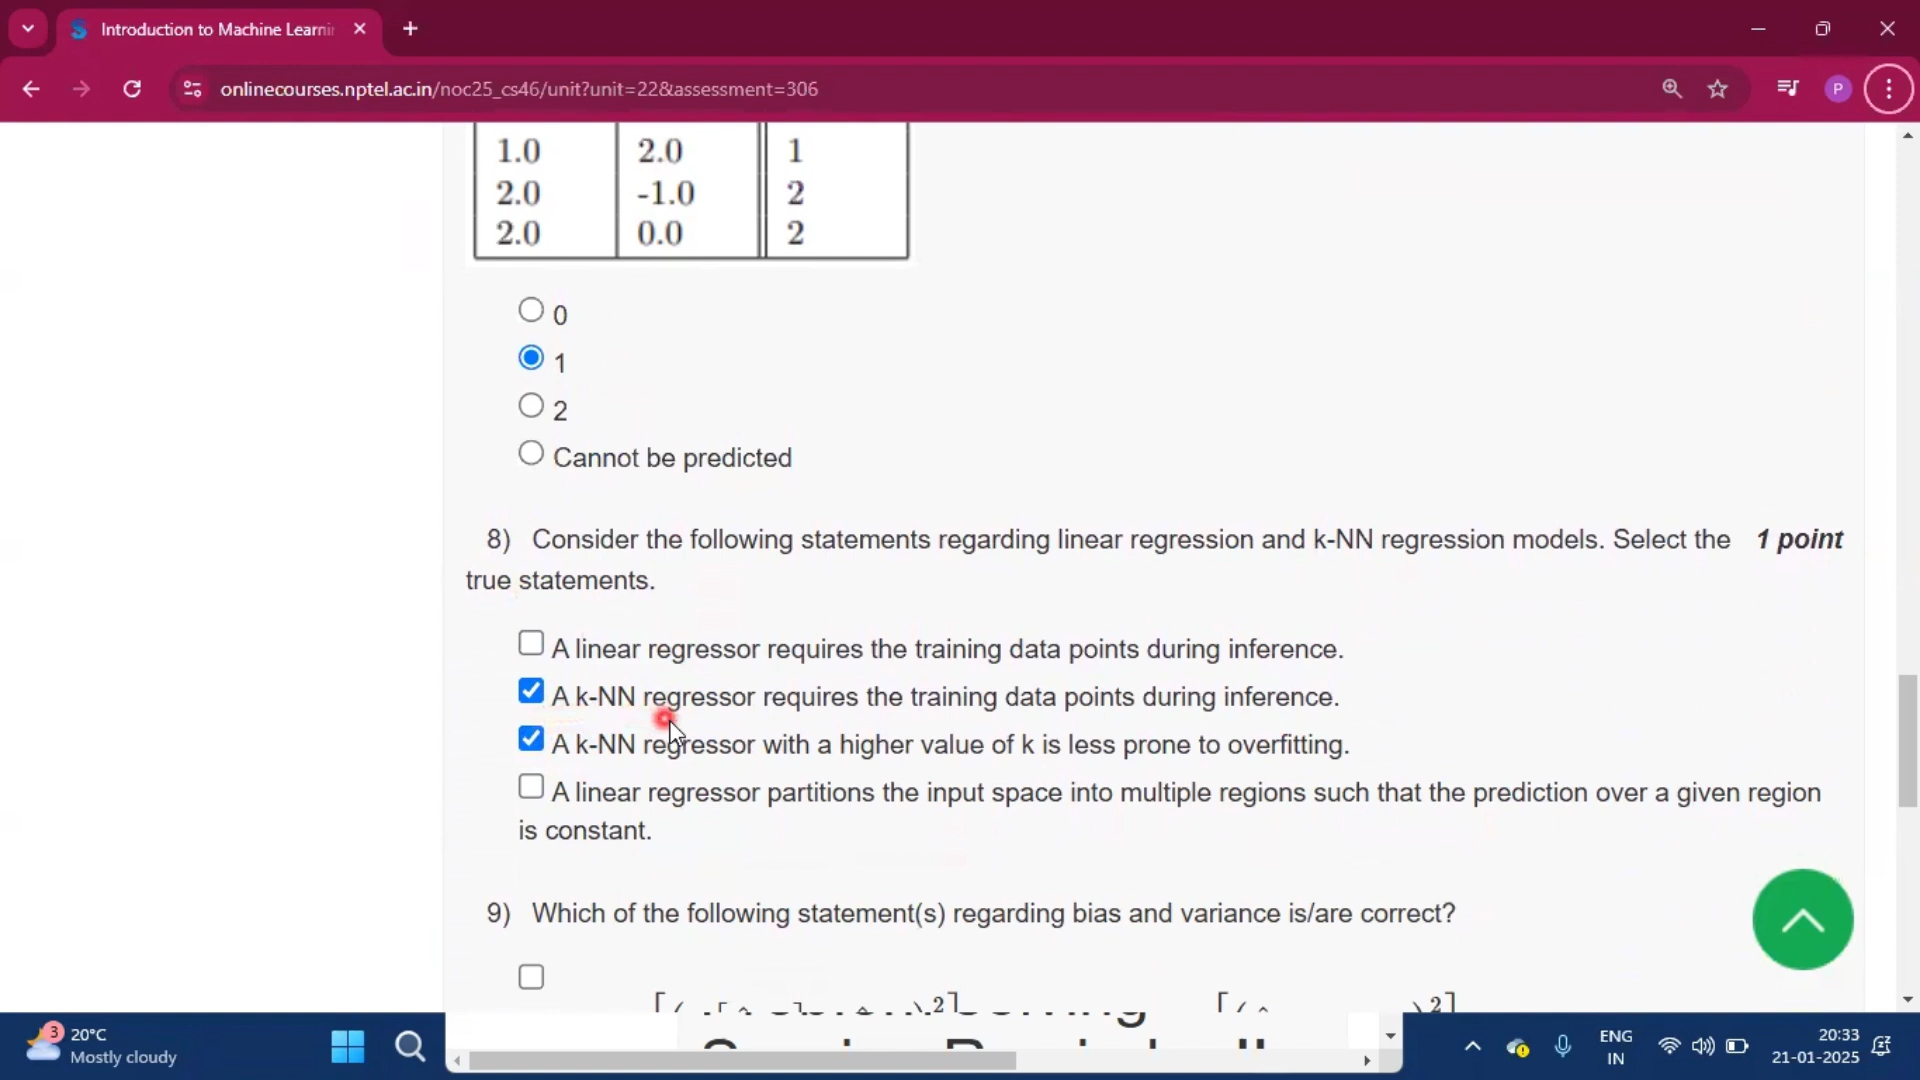 Introduction to Machine Learni
onlinecourses.nptel.ac.in/noc25_cs46/unit?unit=22&assessment=306
P
1.0 2.0 1
2.0 -1.0 2
2.0 0.0 2
0
1
2
Cannot be predicted
8) Consider the following statements regarding linear regression and k-NN regression models. Select the 1 point
true statements.
A linear regressor requires the training data points during inference.
A k-NN regressor requires the training data points during inference.
A k-NN regressor with a higher value of k is less prone to overfitting.
A linear regressor partitions the input space into multiple regions such that the prediction over a given region
is constant.
9) Which of the following statement(s) regarding bias and variance is/are correct?
3
20°C
Mostly cloudy
ENG
IN
20:33
21-01-2025